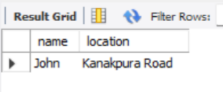 Result Grid Filter Rows:
name location
John Kanakpura Road